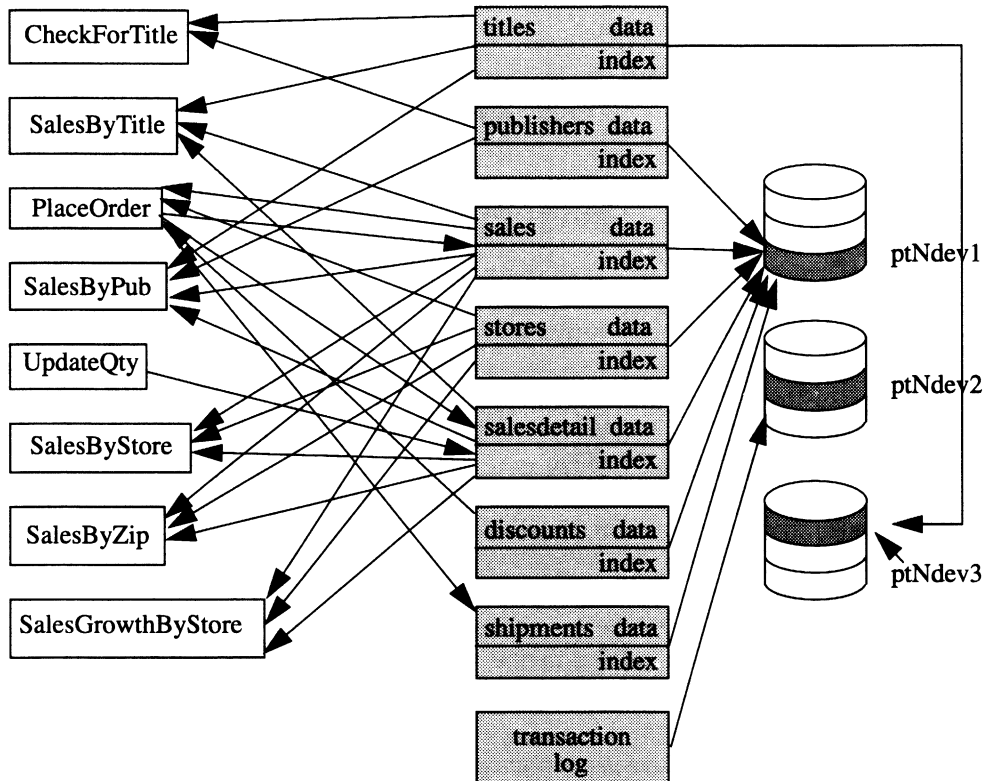 CheckForTitle
SalesByTitle
PlaceOrder
SalesByPub
UpdateQty
SalesByStore
SalesByZip
SalesGrowthByStore
titles data
index
publishers data
index
sales data
index
stores data
index
salesdetail data
index
discounts data
index
shipments data
index
transaction
log
ptNdev1
ptNdev2
ptNdev3